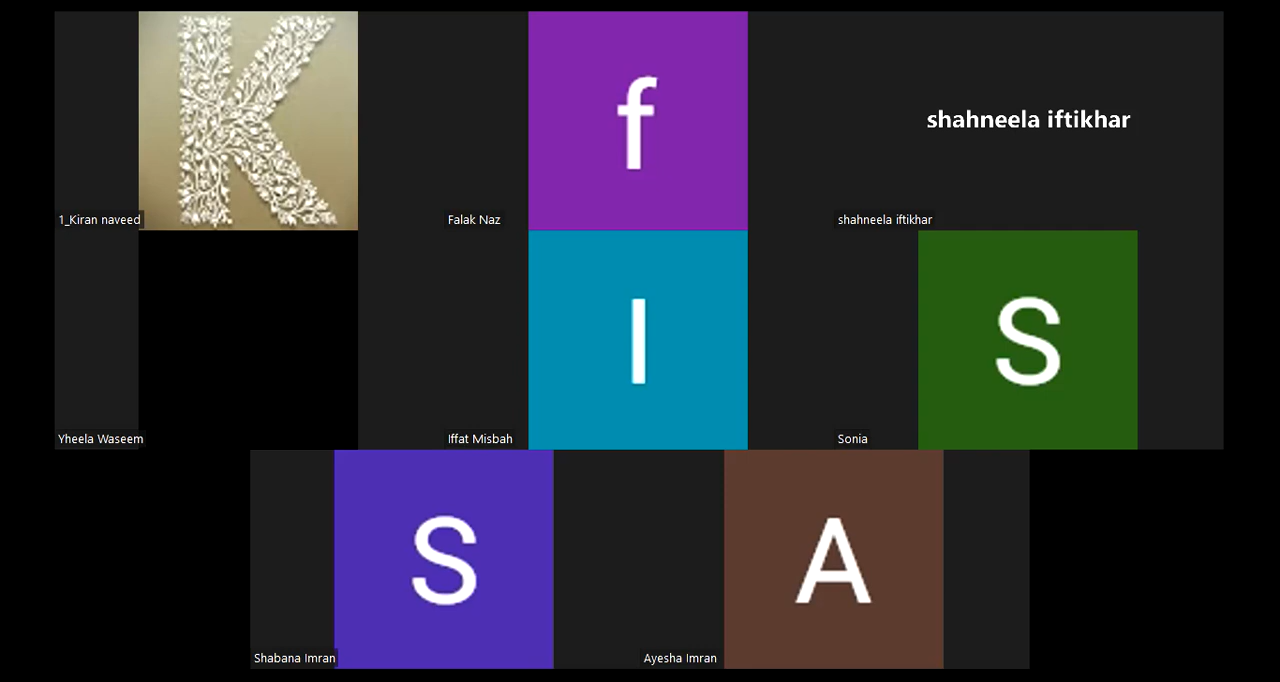 K
f
shahneela iftikhar
1_Kiran naveed
Falak Naz
shahneela iftikhar
I
S
Yheela Waseem
Iffat Misbah
Sonia
S
A
Shabana Imran
Ayesha Imran